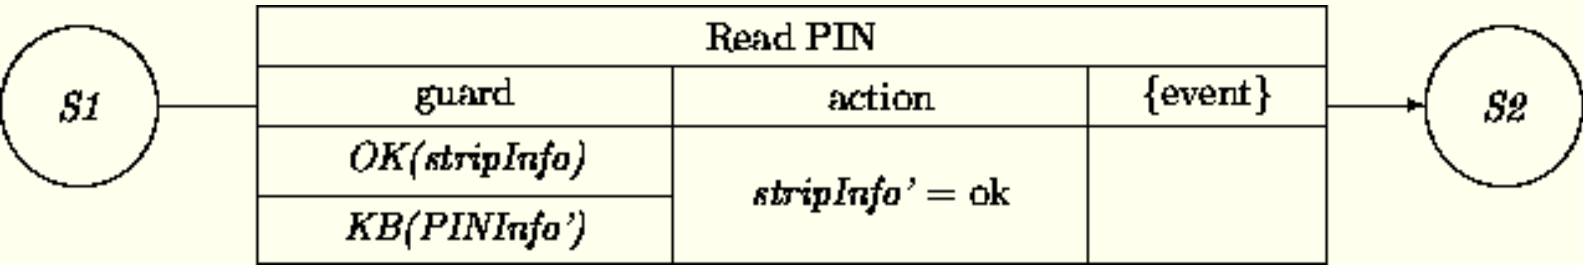 Read PIN
S1
guard
action
{event}
S2
OK(stripInfo)
stripInfo' = ok
KB(PINInfo')